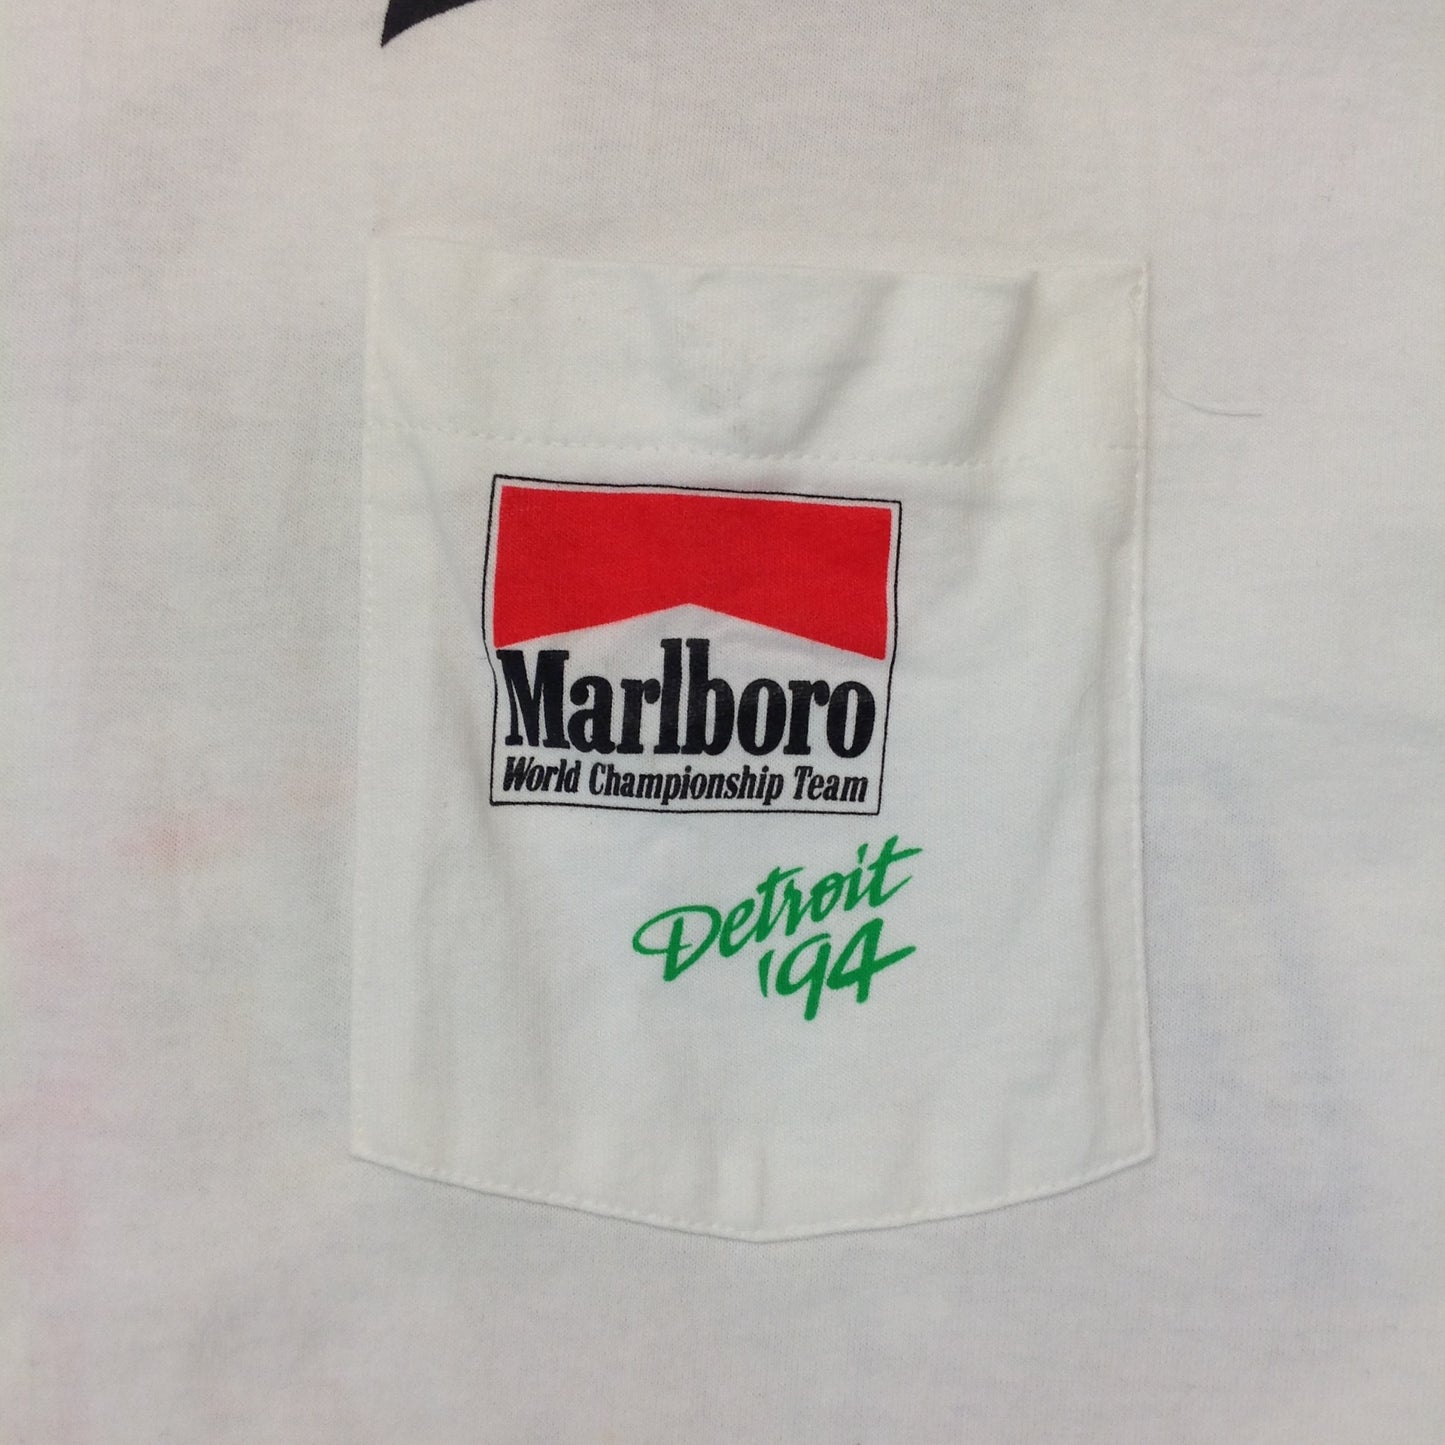 Marlboro
World Championship Team
Detroit
'94